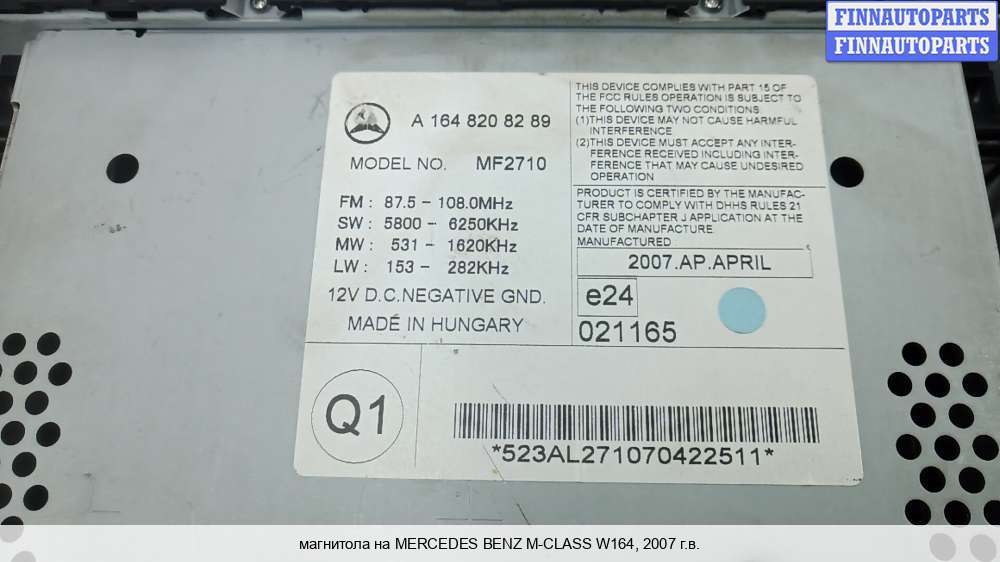 FINNAUTOPARTS
FINNAUTOPARTS
A 164 820 82 89
MODEL NO. MF2710
FM : 87.5 - 108.0MHz
SW : 5800 - 6250KHz
MW : 531 - 1620KHz
LW : 153 - 282KHz
12V D.C.NEGATIVE GND.
MADÉ IN HUNGARY
THIS DEVICE COMPLIES WITH PART 15 OF
THE FCC RULES OPERATION IS SUBJECT TO
THE FOLLOWING TWO CONDITIONS:
(1)THIS DEVICE MAY NOT CAUSE HARMFUL
INTERFERENCE
(2)THIS DEVICE MUST ACCEPT ANY INTER-
FERENCE RECEIVED INCLUDING INTER-
FERENCE THAT MAY CAUSE UNDESIRED
OPERATION
PRODUCT IS CERTIFIED BY THE MANUFAC-
TURER TO COMPLY WITH DHHS RULES 21
CFR SUBCHAPTER J APPLICATION AT THE
DATE OF MANUFACTURE
MANUFACTURED
2007.AP.APRIL
e24
021165
Q1
*523AL271070422511*
магнитола на MERCEDES BENZ M-CLASS W164, 2007 г.в.